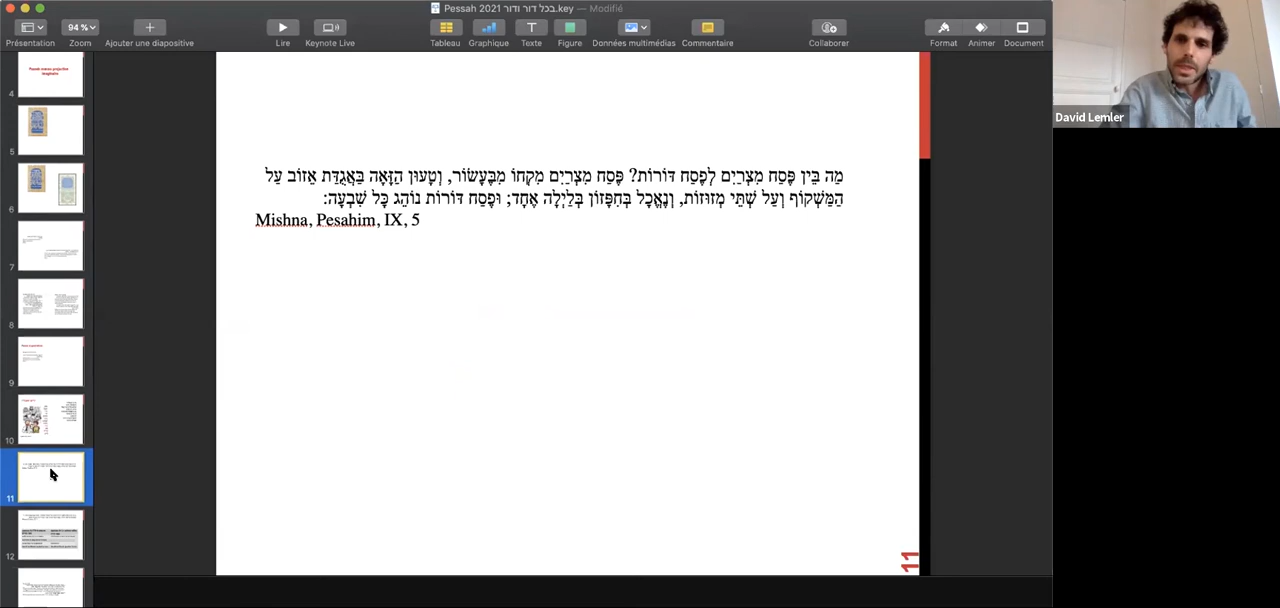 Pessah 2021 בכל דור ודור.key — Modifié
94 %
Présentation
Zoom
Ajouter une diapositive
Lire
Keynote Live
Tableau
Graphique
Texte
Figure
Données multimédias
Commentaire
Collaborer
Format
Animer
Document
David Lemler
4
5
6
7
8
9
10
11
12
מַה בֵּין פֶּסַח מִצְרַיִם לְפֶסַח דּוֹרוֹת? פֶּסַח מִצְרַיִם מִקְחוֹ מִבֶּעָשׂוֹר, וְטָעוּן הַזָּאָה בַּאֲגֻדַּת אֵזוֹב עַל
הַמַּשְׁקוֹף וְעַל שְׁתֵּי מְזוּזוֹת, וְנֶאֱכָל בְּחִפָּזוֹן בְּלַיְלָה אֶחָד; וּפֶסַח דּוֹרוֹת נוֹהֵג כָּל שִׁבְעָה:
Mishna, Pesahim, IX, 5
11